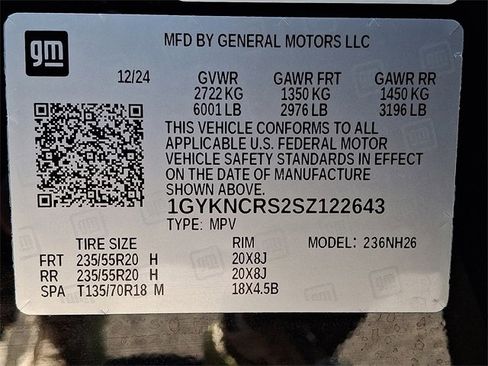 gm
MFD BY GENERAL MOTORS LLC
12/24 GVWR GAWR FRT GAWR RR
2722 KG 1350 KG 1450 KG
6001 LB 2976 LB 3196 LB
THIS VEHICLE CONFORMS TO ALL
APPLICABLE U.S. FEDERAL MOTOR
VEHICLE SAFETY STANDARDS IN EFFECT
ON THE DATE OF MANUFACTURE
SHOWN ABOVE.
1GYKNCRS2SZ122643
TYPE: MPV
TIRE SIZE RIM MODEL: 236NH26
FRT 235/55R20 H 20X8J
RR 235/55R20 H 20X8J
SPA T135/70R18 M 18X4.5B